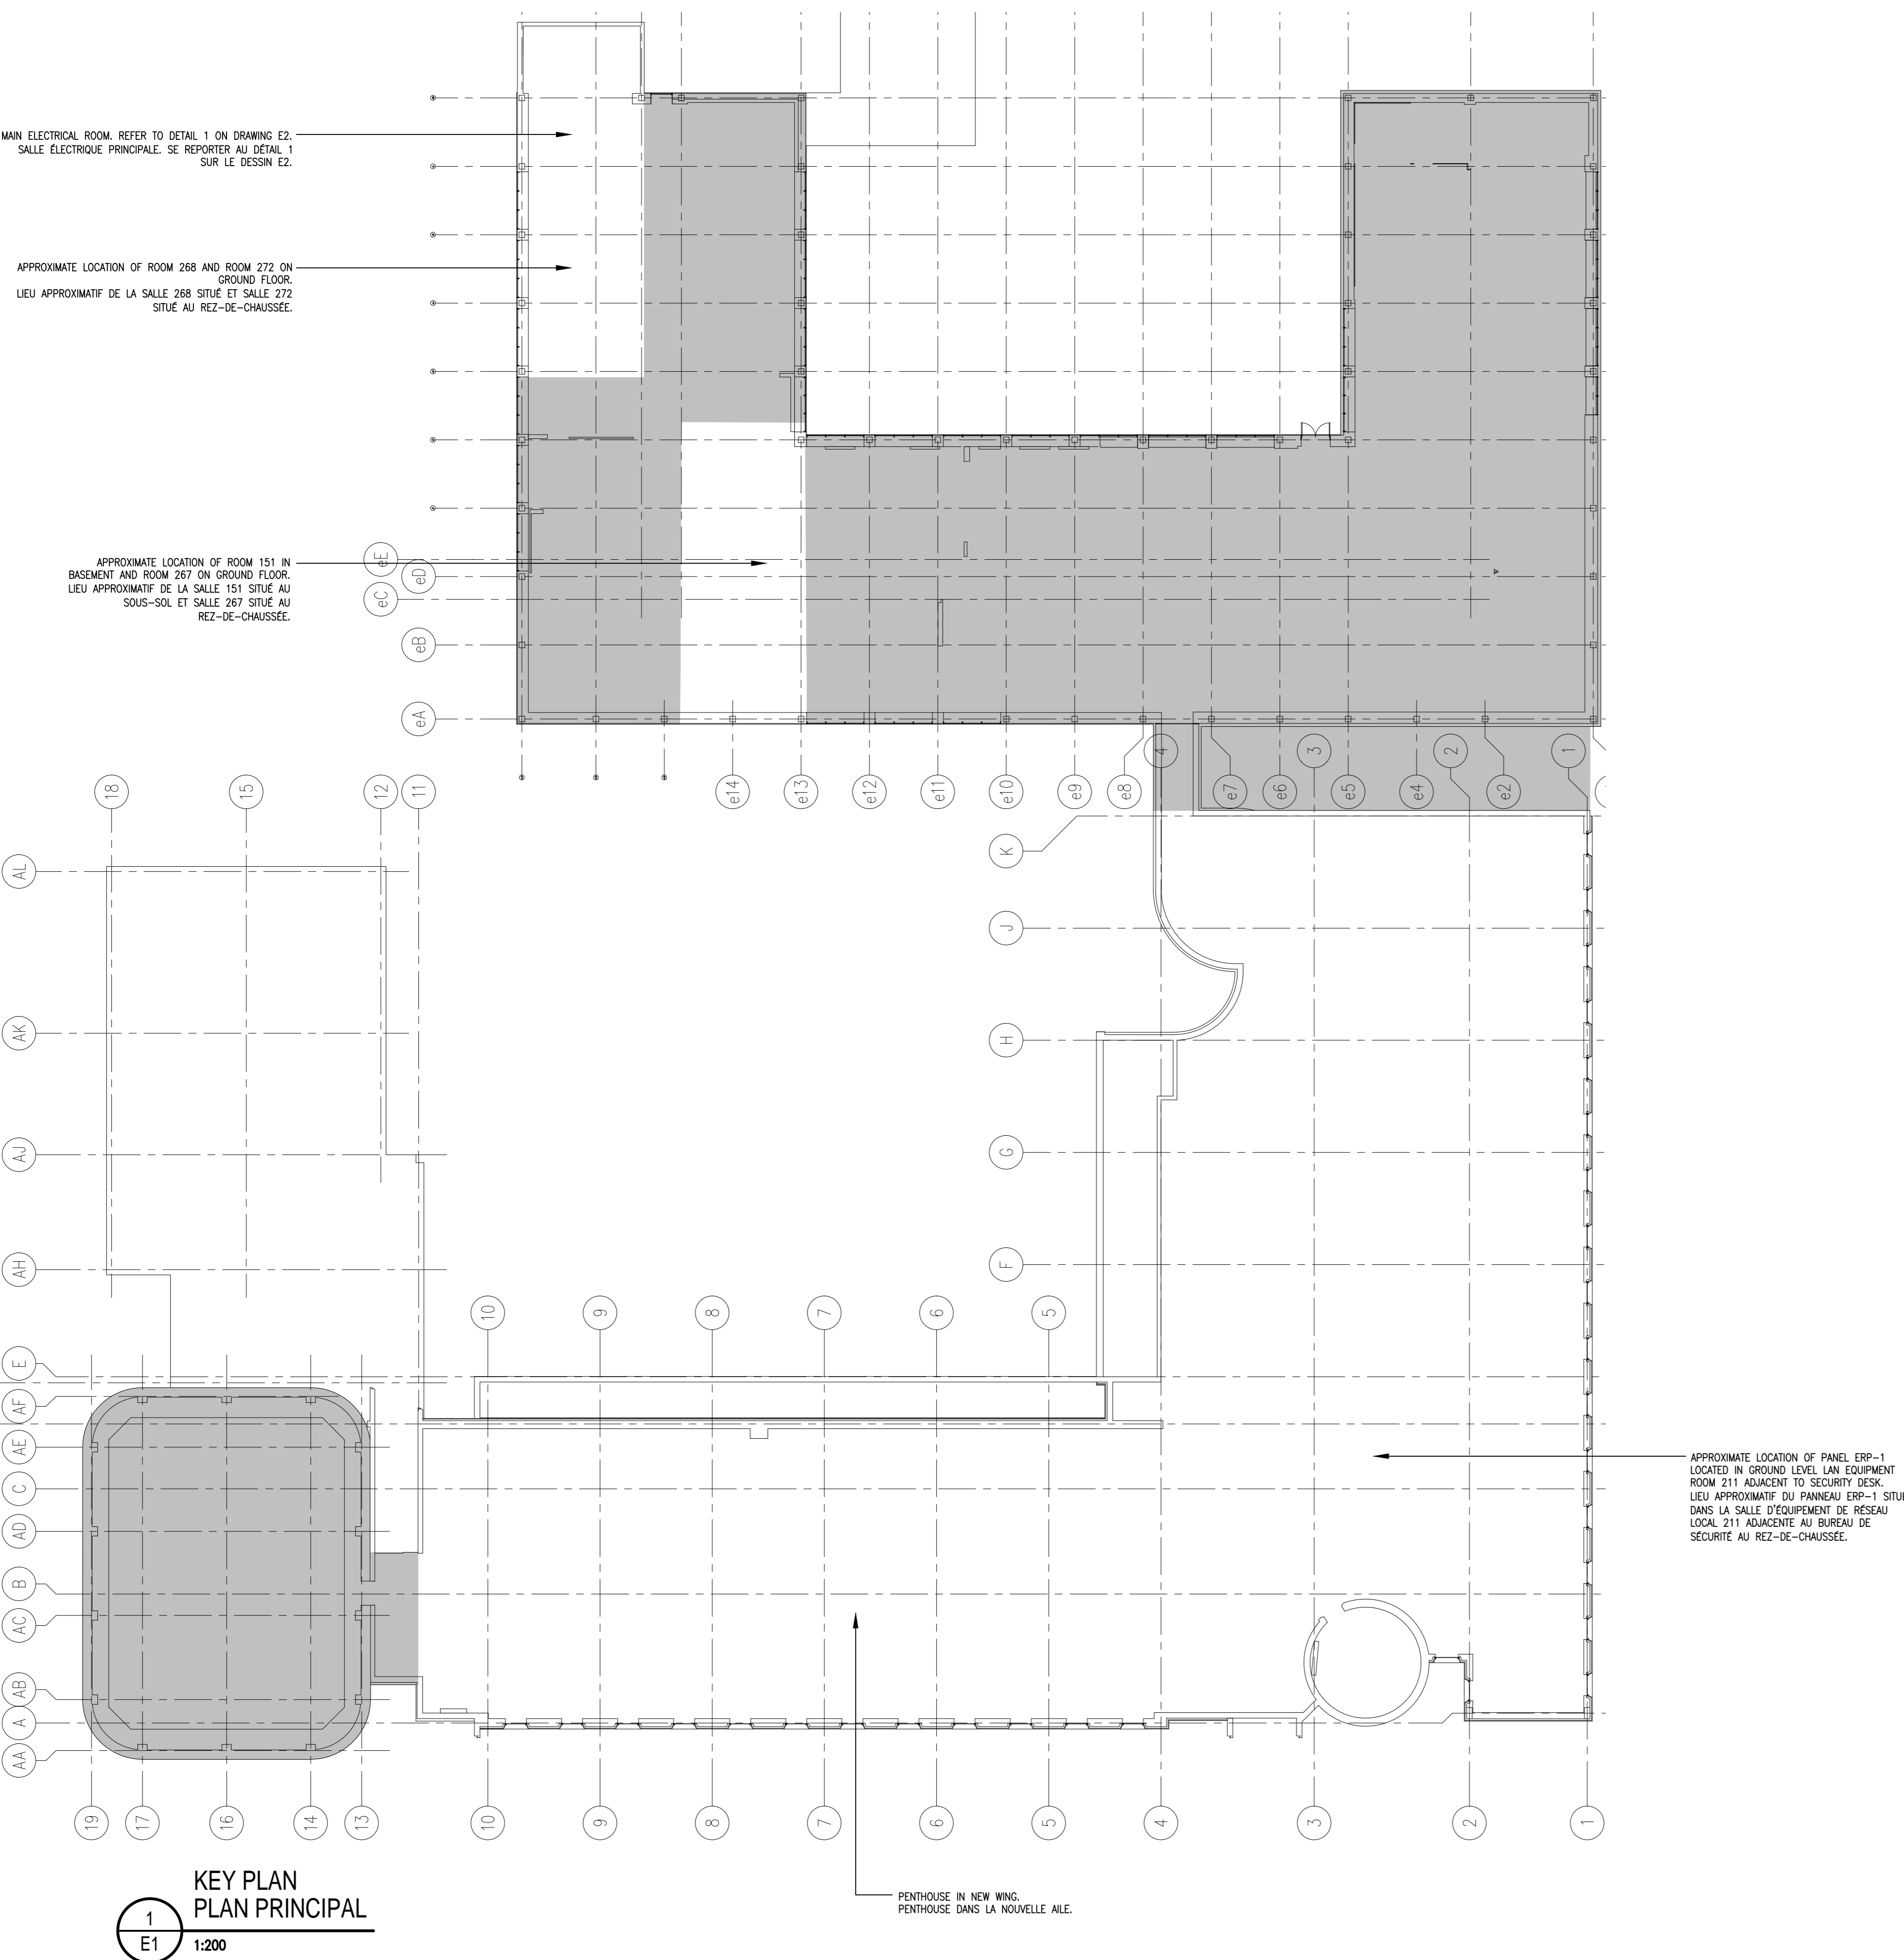 MAIN ELECTRICAL ROOM. REFER TO DETAIL 1 ON DRAWING E2.
SALLE ÉLECTRIQUE PRINCIPALE. SE REPORTER AU DÉTAIL 1
SUR LE DESSIN E2.
APPROXIMATE LOCATION OF ROOM 268 AND ROOM 272 ON
GROUND FLOOR.
LIEU APPROXIMATIF DE LA SALLE 268 SITUÉ ET SALLE 272
SITUÉ AU REZ-DE-CHAUSSÉE.
APPROXIMATE LOCATION OF ROOM 151 IN
BASEMENT AND ROOM 267 ON GROUND FLOOR.
LIEU APPROXIMATIF DE LA SALLE 151 SITUÉ AU
SOUS-SOL ET SALLE 267 SITUÉ AU
REZ-DE-CHAUSSÉE.
eE
eD
eC
eB
eA
4
3
2
1
18
15
12
11
e14
e13
e12
e11
e10
e9
e8
e7
e6
e5
e4
e2
K
AL
J
AK
H
AJ
G
AH
F
10
9
8
7
6
5
E
AF
AE
C
AD
B
AC
AB
A
AA
APPROXIMATE LOCATION OF PANEL ERP-1
LOCATED IN GROUND LEVEL LAN EQUIPMENT
ROOM 211 ADJACENT TO SECURITY DESK.
LIEU APPROXIMATIF DU PANNEAU ERP-1 SITUÉ
DANS LA SALLE D'ÉQUIPEMENT DE RÉSEAU
LOCAL 211 ADJACENTE AU BUREAU DE
SÉCURITÉ AU REZ-DE-CHAUSSÉE.
19
17
16
14
13
10
9
8
7
6
5
4
3
2
1
PENTHOUSE IN NEW WING.
PENTHOUSE DANS LA NOUVELLE AILE.
KEY PLAN
PLAN PRINCIPAL
1
E1
1:200